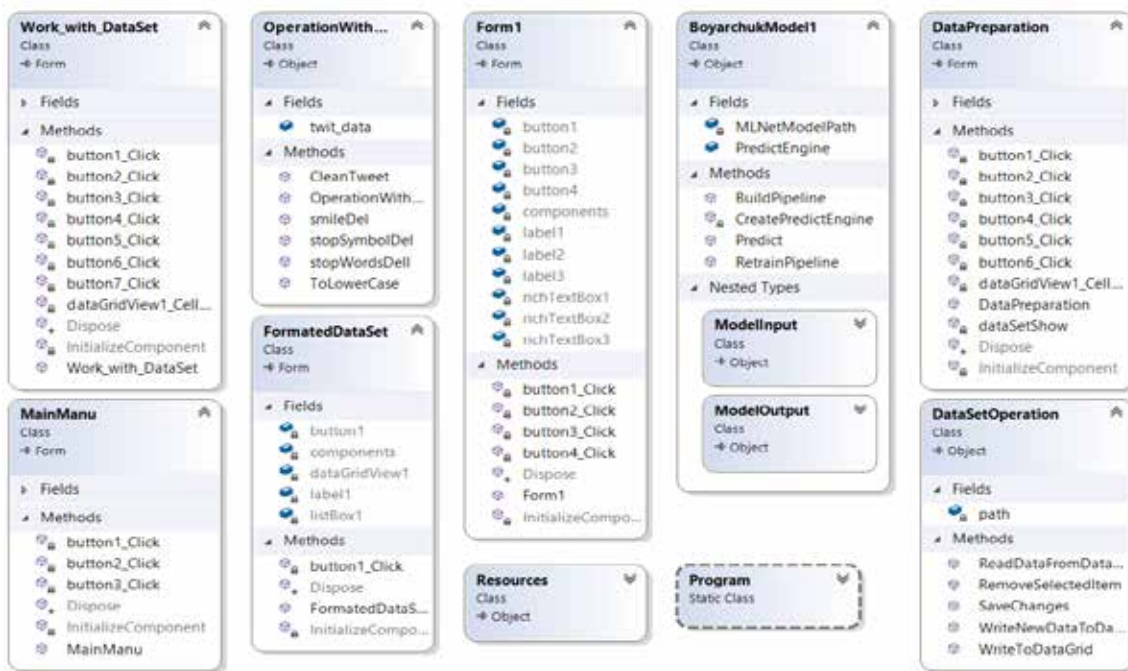 Work_with_DataSet
Class
Form
Fields
Methods
button1_Click
button2_Click
button3_Click
button4_Click
button5_Click
button6_Click
button7_Click
dataGridView1_Cell...
Dispose
InitializeComponent
Work_with_DataSet
MainManu
Class
Form
Fields
Methods
button1_Click
button2_Click
button3_Click
Dispose
InitializeComponent
MainManu
OperationWith...
Class
Object
Fields
twit_data
Methods
CleanTweet
OperationWith...
smileDel
stopSymbolDel
stopWordsDell
ToLowerCase
FormatedDataSet
Class
Form
Fields
button1
components
dataGridView1
label1
listBox1
Methods
button1_Click
Dispose
FormatedDataS...
InitializeCompo...
Form1
Class
Form
Fields
button1
button2
button3
button4
components
label1
label2
label3
richTextBox1
richTextBox2
richTextBox3
Methods
button1_Click
button2_Click
button3_Click
button4_Click
Dispose
Form1
InitializeCompo...
Resources
Class
Object
BoyarchukModel1
Class
Object
Fields
MLNetModelPath
PredictEngine
Methods
BuildPipeline
CreatePredictEngine
Predict
RetrainPipeline
Nested Types
ModelInput
Class
Object
ModelOutput
Class
Object
Program
Static Class
DataPreparation
Class
Form
Fields
Methods
button1_Click
button2_Click
button3_Click
button4_Click
button5_Click
button6_Click
dataGridView1_Cell...
DataPreparation
dataSetShow
Dispose
InitializeComponent
DataSetOperation
Class
Object
Fields
path
Methods
ReadDataFromData...
RemoveSelectedItem
SaveChanges
WriteNewDataToDa...
WriteToDataGrid